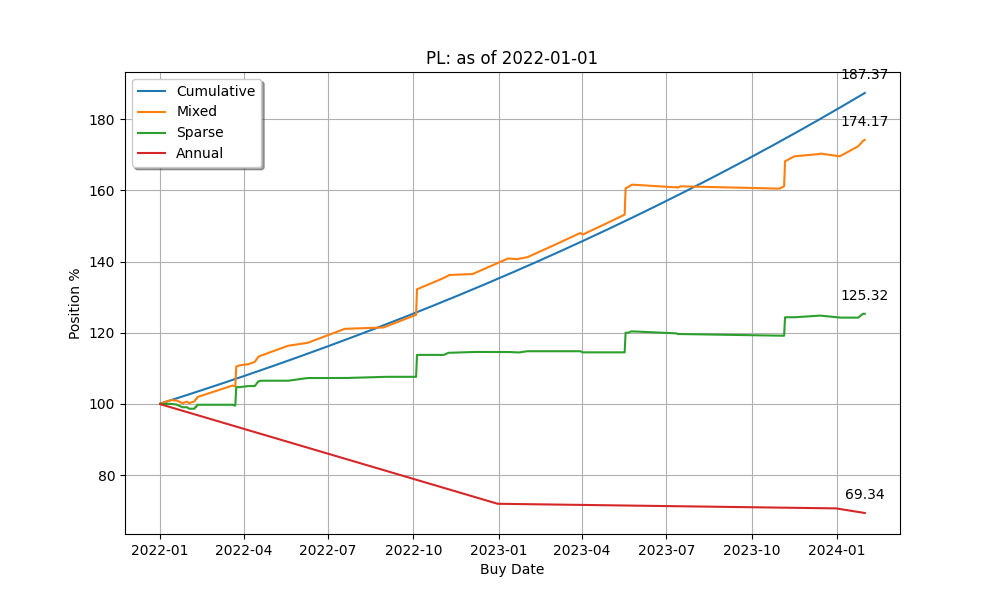 PL: as of 2022-01-01
187.37
Cumulative
Mixed
Sparse
Annual
174.17
125.32
69.34
Position %
180
160
140
120
100
80
2022-01 2022-04 2022-07 2022-10 2023-01 2023-04 2023-07 2023-10 2024-01
Buy Date